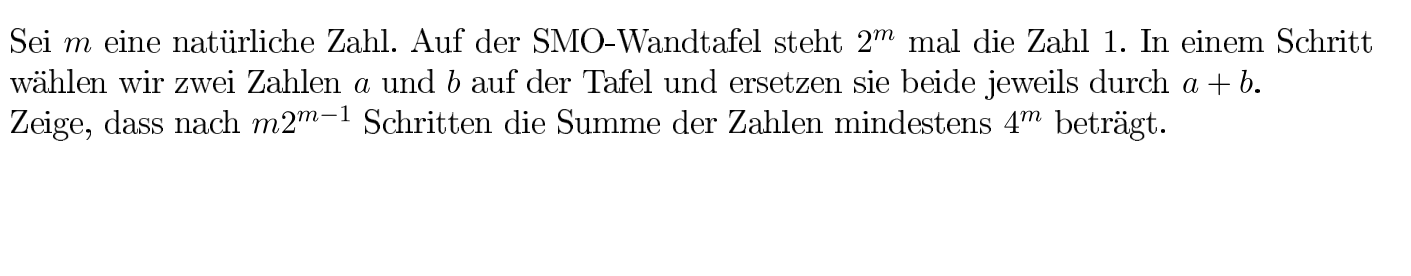 Sei m eine natürliche Zahl. Auf der SMO-Wandtafel steht 2^m mal die Zahl 1. In einem Schritt
wählen wir zwei Zahlen a und b auf der Tafel und ersetzen sie beide jeweils durch a + b.
Zeige, dass nach m2^{m−1} Schritten die Summe der Zahlen mindestens 4^m beträgt.